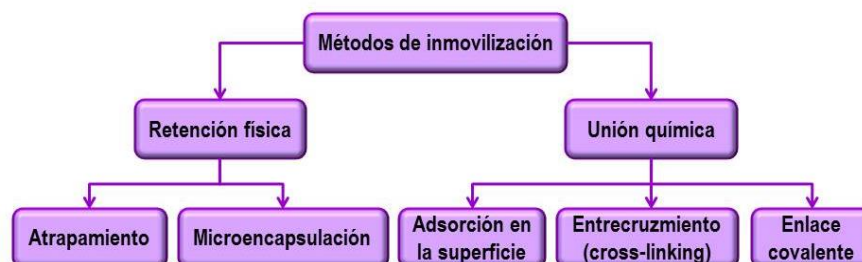 Métodos de inmovilización
Retención física
Unión química
Atrapamiento
Microencapsulación
Adsorción en
la superficie
Entrecruzmiento
(cross-linking)
Enlace
covalente